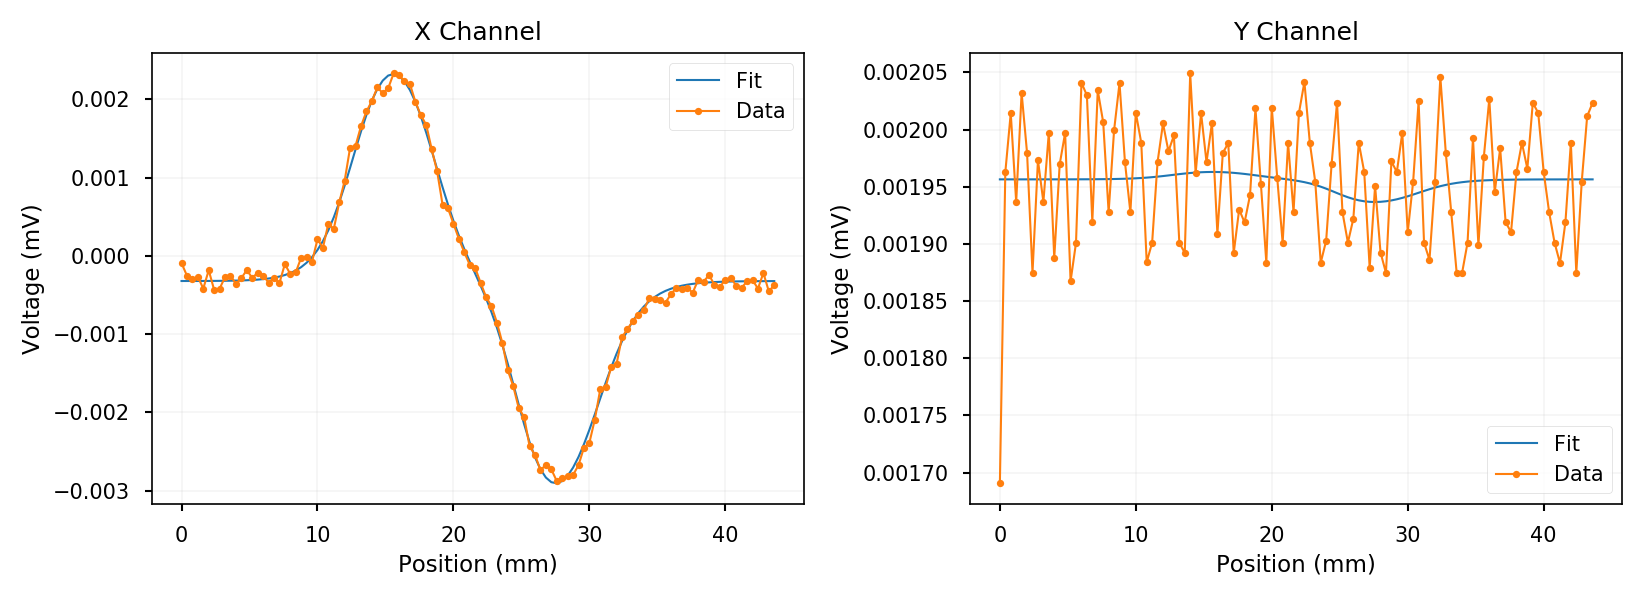 X Channel
Voltage (mV)
0.002
0.001
0.000
−0.001
−0.002
−0.003
0
10
20
30
40
Position (mm)
Fit
Data
Y Channel
Voltage (mV)
0.00205
0.00200
0.00195
0.00190
0.00185
0.00180
0.00175
0.00170
0
10
20
30
40
Position (mm)
Fit
Data